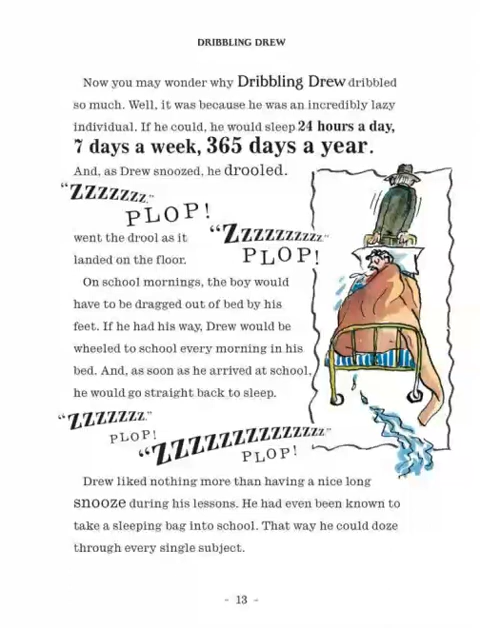 DRIBBLING DREW
Now you may wonder why Dribbling Drew dribbled
so much. Well, it was because he was an incredibly lazy
individual. If he could, he would sleep 24 hours a day,
7 days a week, 365 days a year.
And, as Drew snoozed, he drooled.
“Zzzzzzz.”
PLOP!
went the drool as it
“Zzzzzzzzzz.”
landed on the floor.
PLOP!
On school mornings, the boy would
have to be dragged out of bed by his
feet. If he had his way, Drew would be
wheeled to school every morning in his
bed. And, as soon as he arrived at school,
he would go straight back to sleep.
“Zzzzzzz.”
PLOP!
“Zzzzzzzzzzzzz.”
PLOP!
Drew liked nothing more than having a nice long
snooze during his lessons. He had even been known to
take a sleeping bag into school. That way he could doze
through every single subject.
- 13 -